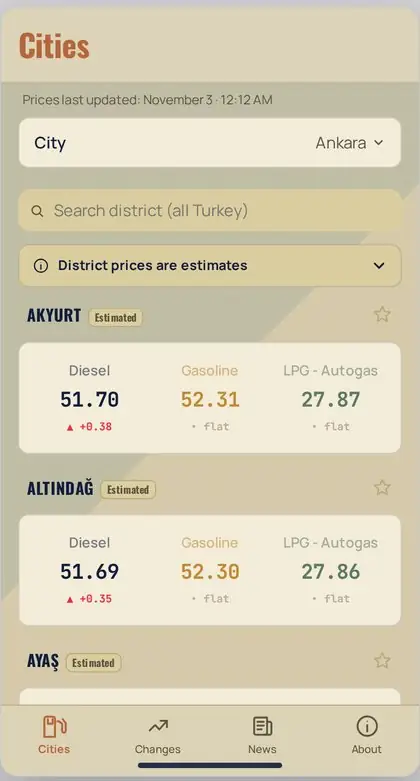 Cities
Prices last updated: November 3 · 12:12 AM
City Ankara
Search district (all Turkey)
District prices are estimates
AKYURT Estimated
Diesel Gasoline LPG - Autogas
51.70 52.31 27.87
▲ +0.38 • flat • flat
ALTINDAĞ Estimated
Diesel Gasoline LPG - Autogas
51.69 52.30 27.86
▲ +0.35 • flat • flat
AYAŞ Estimated
Cities Changes News About